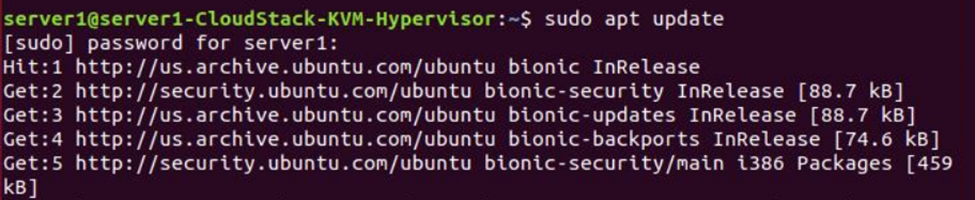 server1@server1-CloudStack-KVM-Hypervisor:~$ sudo apt update
[sudo] password for server1:
Hit:1 http://us.archive.ubuntu.com/ubuntu bionic InRelease
Get:2 http://security.ubuntu.com/ubuntu bionic-security InRelease [88.7 kB]
Get:3 http://us.archive.ubuntu.com/ubuntu bionic-updates InRelease [88.7 kB]
Get:4 http://us.archive.ubuntu.com/ubuntu bionic-backports InRelease [74.6 kB]
Get:5 http://security.ubuntu.com/ubuntu bionic-security/main i386 Packages [459
kB]